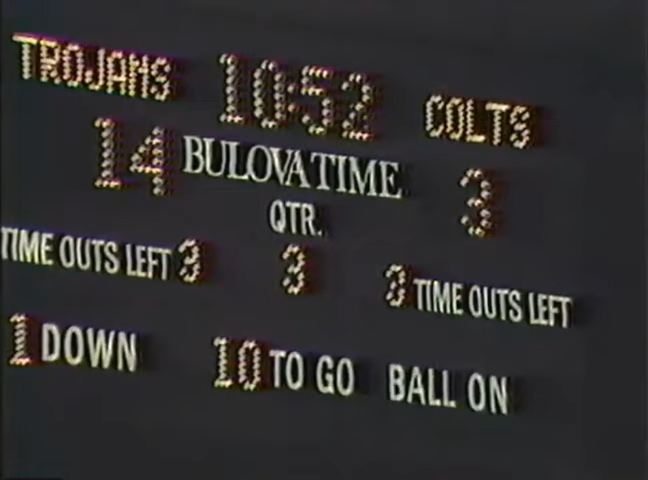 TROJANS 10:52 COLTS
14 BULOVA TIME 3
QTR.
TIME OUTS LEFT 3 3 3 TIME OUTS LEFT
1 DOWN 10 TO GO BALL ON